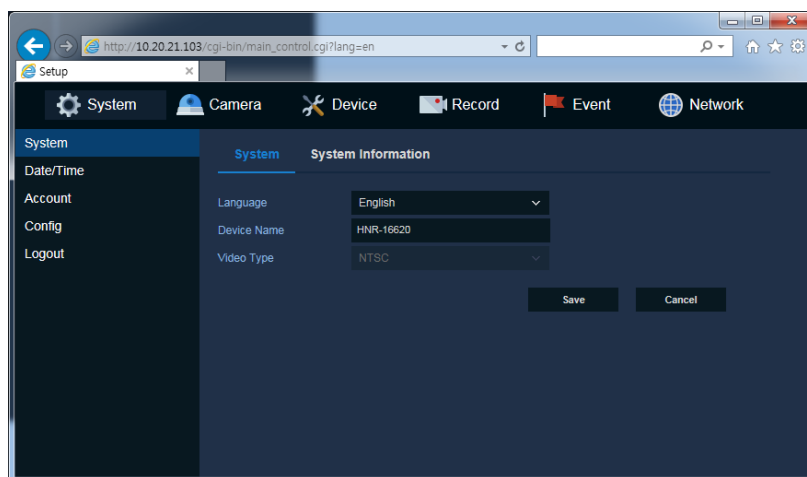 http://10.20.21.103/cgi-bin/main_control.cgi?lang=en
Setup
System Camera Device Record Event Network
System
Date/Time
Account
Config
Logout
System System Information
Language English
Device Name HNR-16620
Video Type NTSC
Save Cancel